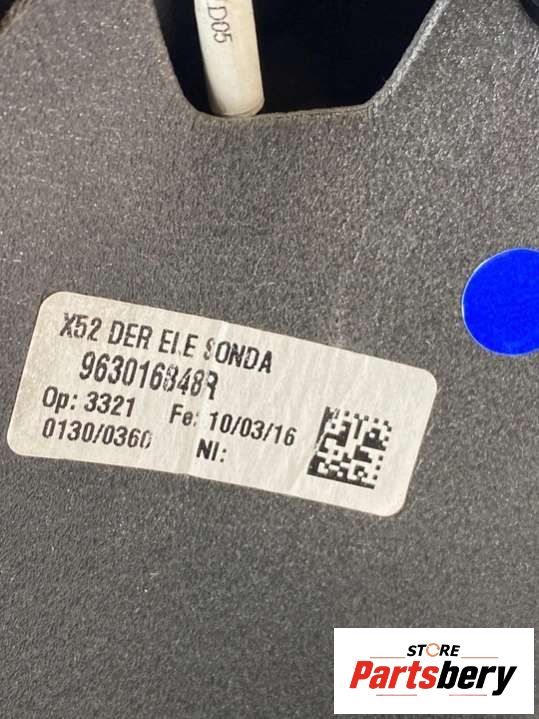 D05
X52 DER ELE SONDA
963016848R
Op: 3321 Fe: 10/03/16
0130/0360 NI:
STORE
Partsbery